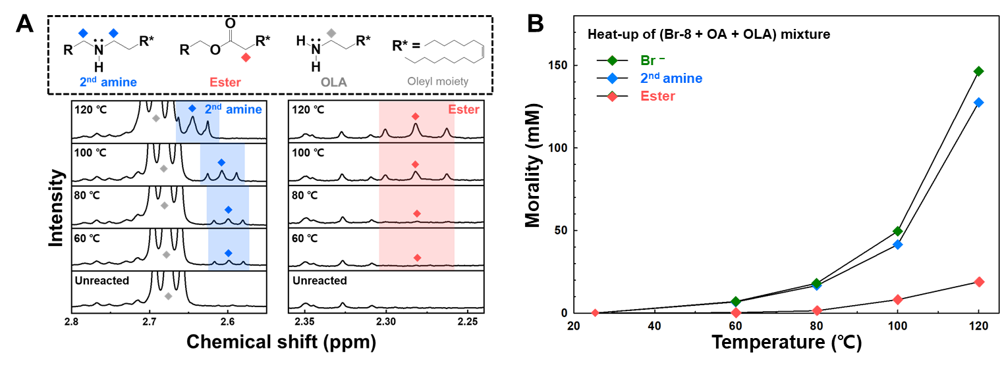 A
O
R N R*
H
R O R*
H N R*
H
R* =
2nd amine
Ester
OLA
Oleyl moiety
120 ℃
2nd amine
100 ℃
80 ℃
60 ℃
Unreacted
120 ℃
Ester
100 ℃
80 ℃
60 ℃
Unreacted
Intensity
2.8 2.7 2.6
2.35 2.30 2.25
Chemical shift (ppm)
B
Heat-up of (Br-8 + OA + OLA) mixture
Br −
2nd amine
Ester
150
100
50
0
Morality (mM)
20 40 60 80 100 120
Temperature (℃)